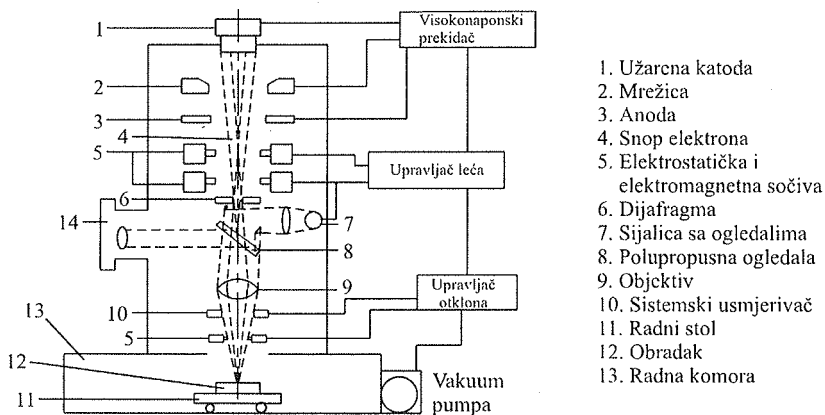 1
Visokonaponski
prekidač
2
3
4
5
Upravljač leća
6
14
7
8
9
Upravljač
otklona
10
5
13
12
11
Vakuum
pumpa
1. Užarena katoda
2. Mrežica
3. Anoda
4. Snop elektrona
5. Elektrostatička i
elektromagnetna sočiva
6. Dijafragma
7. Sijalica sa ogledalima
8. Polupropusna ogledala
9. Objektiv
10. Sistemski usmjerivač
11. Radni stol
12. Obradak
13. Radna komora